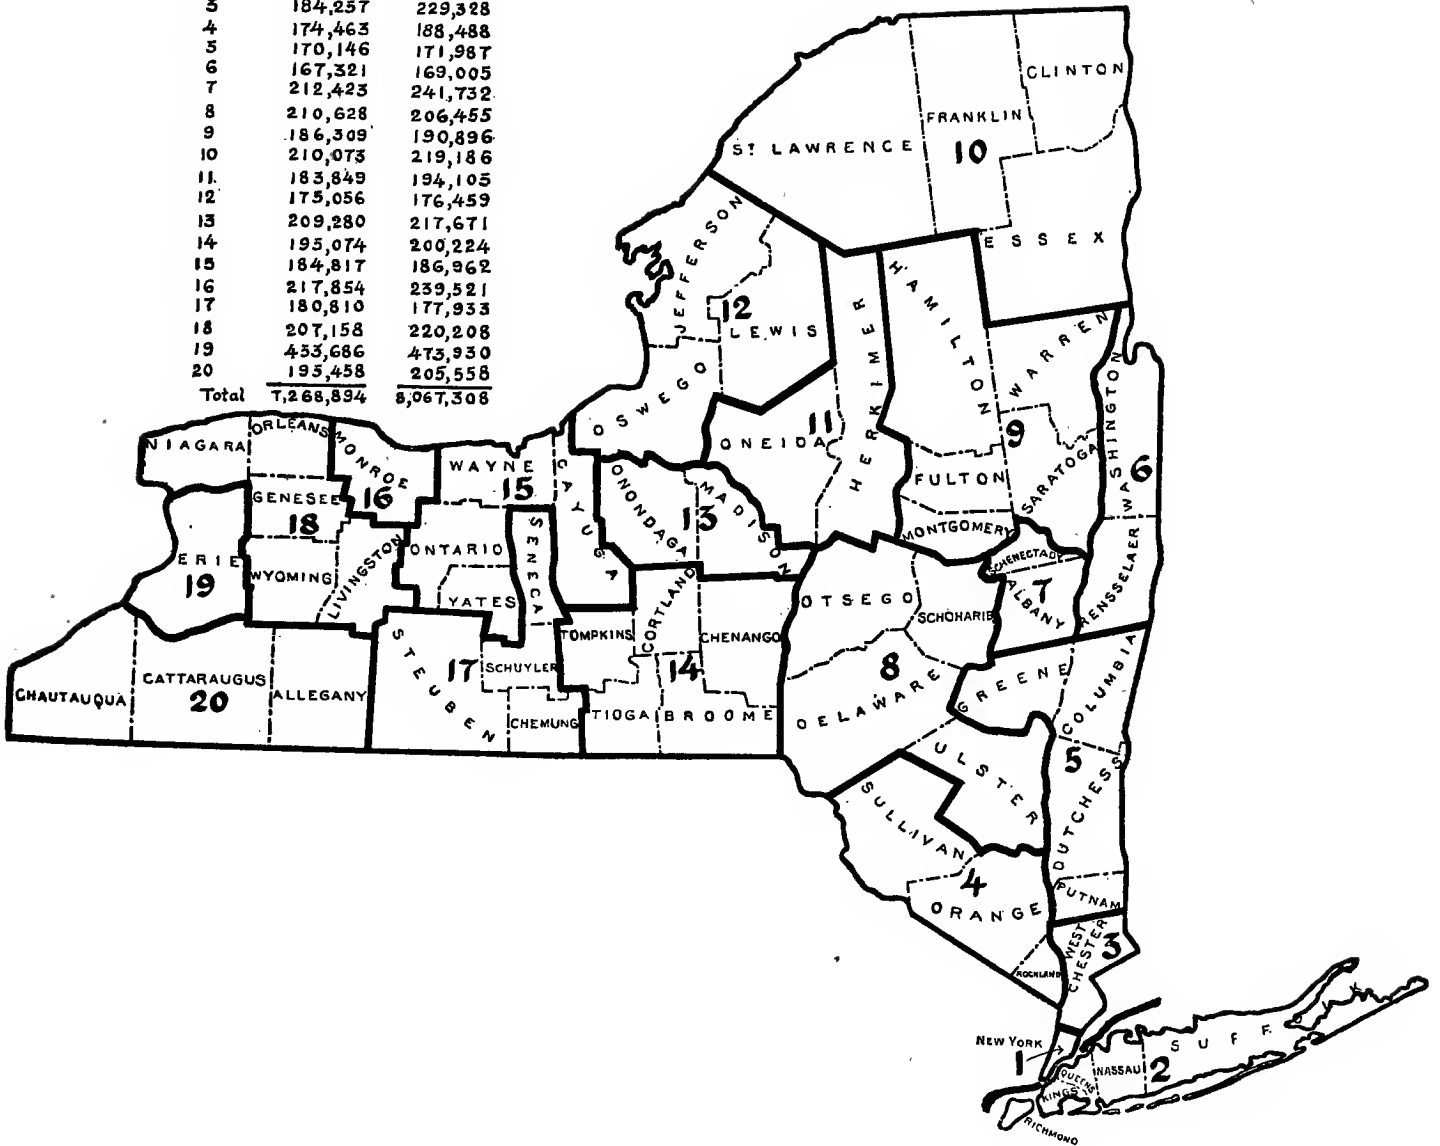 3 184,257 229,328
4 174,463 188,488
5 170,146 171,987
6 167,321 169,005
7 212,423 241,732
8 210,628 206,455
9 186,309 190,896
10 210,073 219,186
11 183,849 194,105
12 175,056 176,459
13 209,280 217,671
14 195,074 200,224
15 184,817 186,962
16 217,854 239,521
17 180,810 177,933
18 207,158 220,208
19 453,686 473,930
20 195,458 205,558
Total 7,268,894 8,067,308
CLINTON
FRANKLIN
ST LAWRENCE
10
ESSEX
JEFFERSON
12
LEWIS
HERKIMER
HAMILTON
WARREN
OSWEGO
ONEIDA
11
9
WASHINGTON
6
SARATOGA
FULTON
MONTGOMERY
NIAGARA
ORLEANS
MONROE
16
WAYNE
15
CAYUGA
ONONDAGA
13
MADISON
GENESEE
18
ERIE
19
WYOMING
LIVINGSTON
ONTARIO
SENECA
YATES
SCHENECTADY
7
ALBANY
RENSSELAER
OTSEGO
SCHOHARIE
TOMPKINS
CORTLAND
CHENANGO
14
8
DELAWARE
GREENE
COLUMBIA
CHAUTAUQUA
CATTARAUGUS
20
ALLEGANY
STEUBEN
17
SCHUYLER
CHEMUNG
TIOGA
BROOME
ULSTER
5
DUTCHESS
SULLIVAN
4
ORANGE
PUTNAM
WEST
CHESTER
3
ROCKLAND
NEW YORK
1
QUEENS
KINGS
NASSAU
2
SUFFOLK
RICHMOND